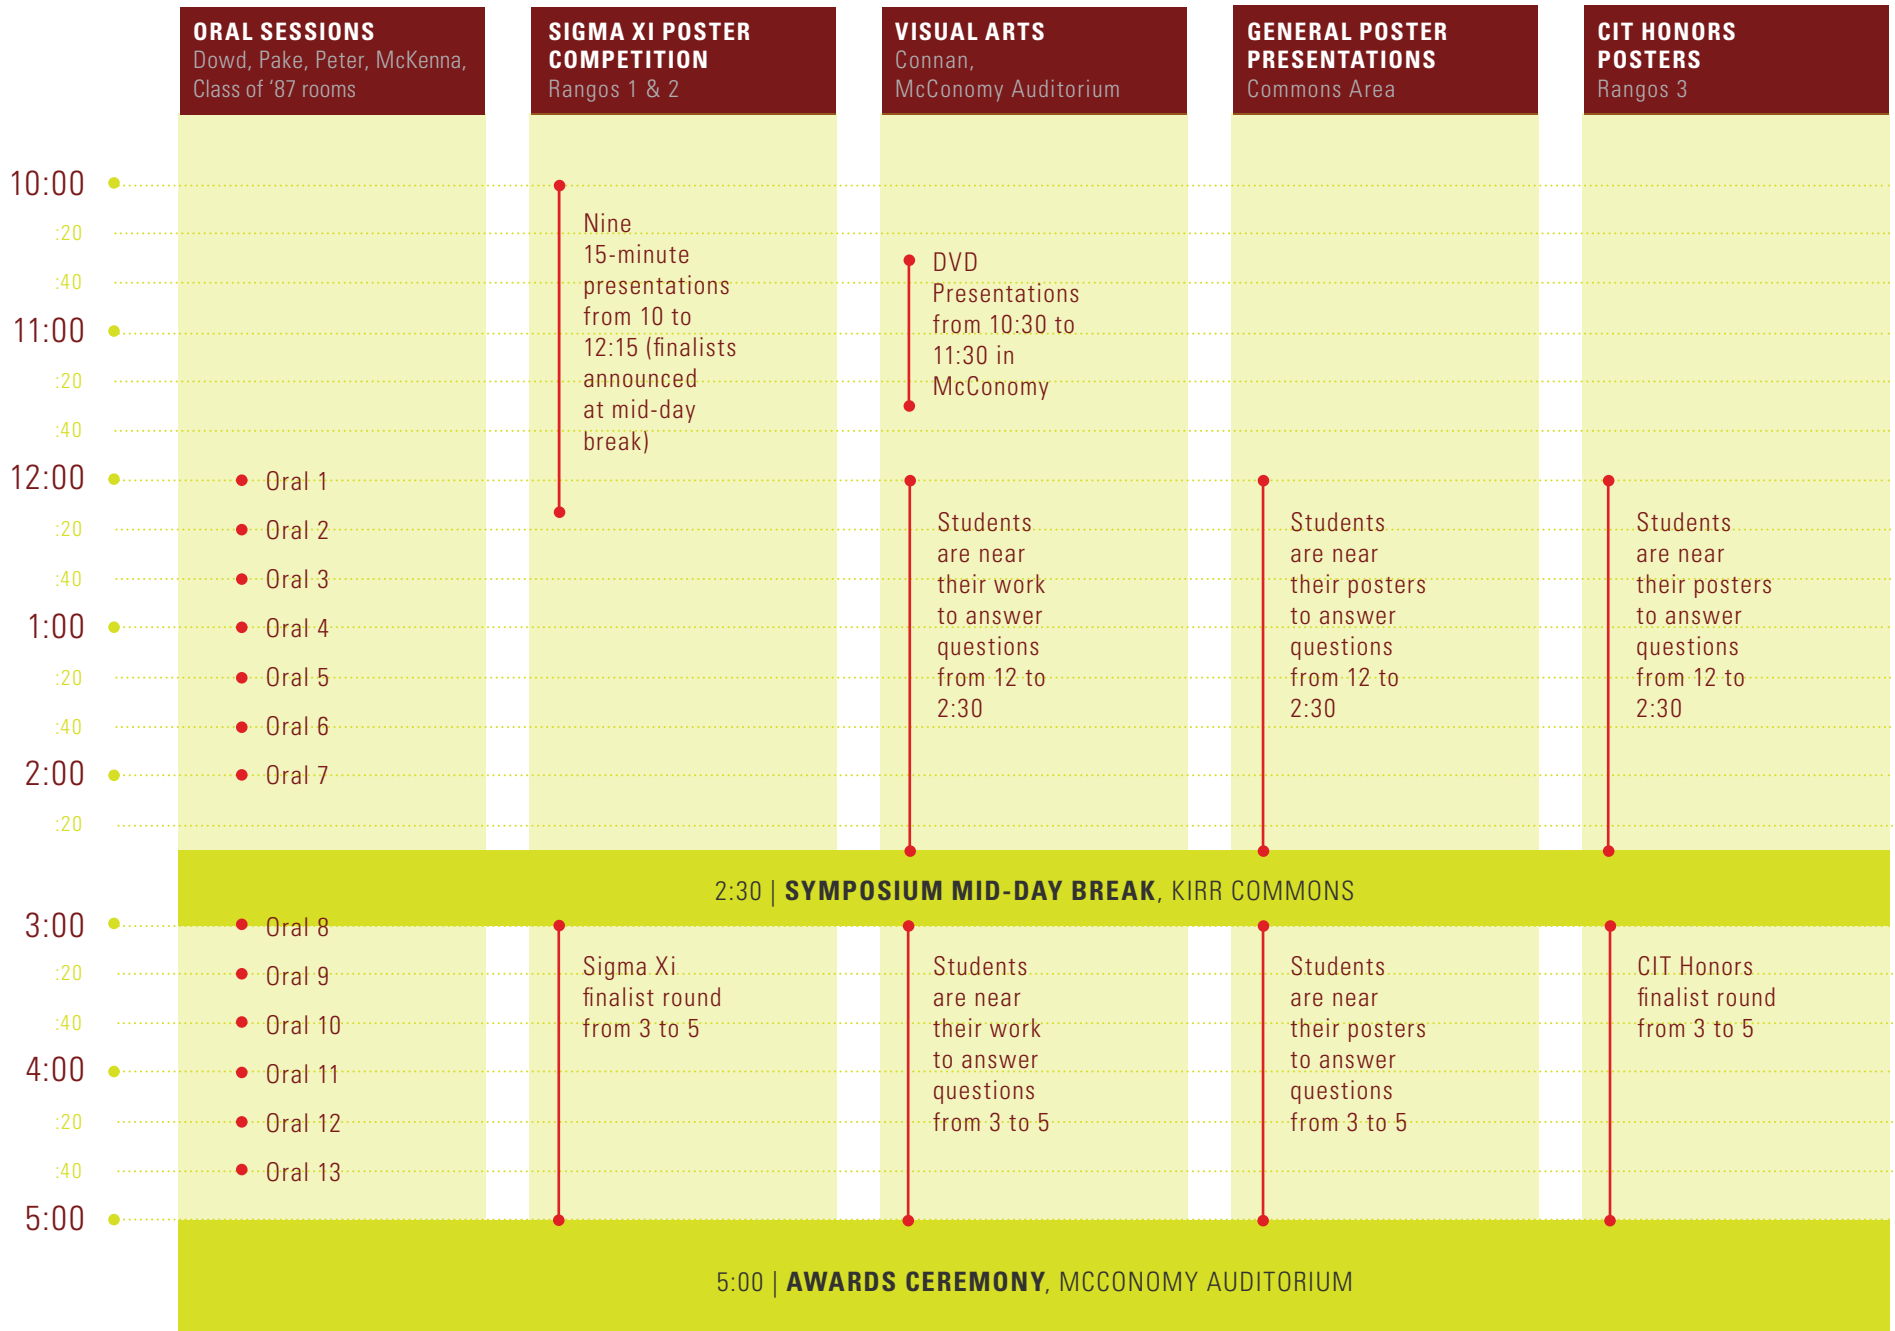 ORAL SESSIONS
Dowd, Pake, Peter, McKenna,
Class of ‘87 rooms
SIGMA XI POSTER
COMPETITION
Rangos 1 & 2
VISUAL ARTS
Connan,
McConomy Auditorium
GENERAL POSTER
PRESENTATIONS
Commons Area
CIT HONORS
POSTERS
Rangos 3
10:00
:20
:40
11:00
:20
:40
12:00
:20
:40
1:00
:20
:40
2:00
:20
3:00
:20
:40
4:00
:20
:40
5:00
Oral 1
Oral 2
Oral 3
Oral 4
Oral 5
Oral 6
Oral 7
Nine
15-minute
presentations
from 10 to
12:15 (finalists
announced
at mid-day
break)
DVD
Presentations
from 10:30 to
11:30 in
McConomy
Students
are near
their work
to answer
questions
from 12 to
2:30
Students
are near
their posters
to answer
questions
from 12 to
2:30
Students
are near
their posters
to answer
questions
from 12 to
2:30
2:30 | SYMPOSIUM MID-DAY BREAK, KIRR COMMONS
Oral 8
Oral 9
Oral 10
Oral 11
Oral 12
Oral 13
Sigma Xi
finalist round
from 3 to 5
Students
are near
their work
to answer
questions
from 3 to 5
Students
are near
their posters
to answer
questions
from 3 to 5
CIT Honors
finalist round
from 3 to 5
5:00 | AWARDS CEREMONY, MCCONOMY AUDITORIUM